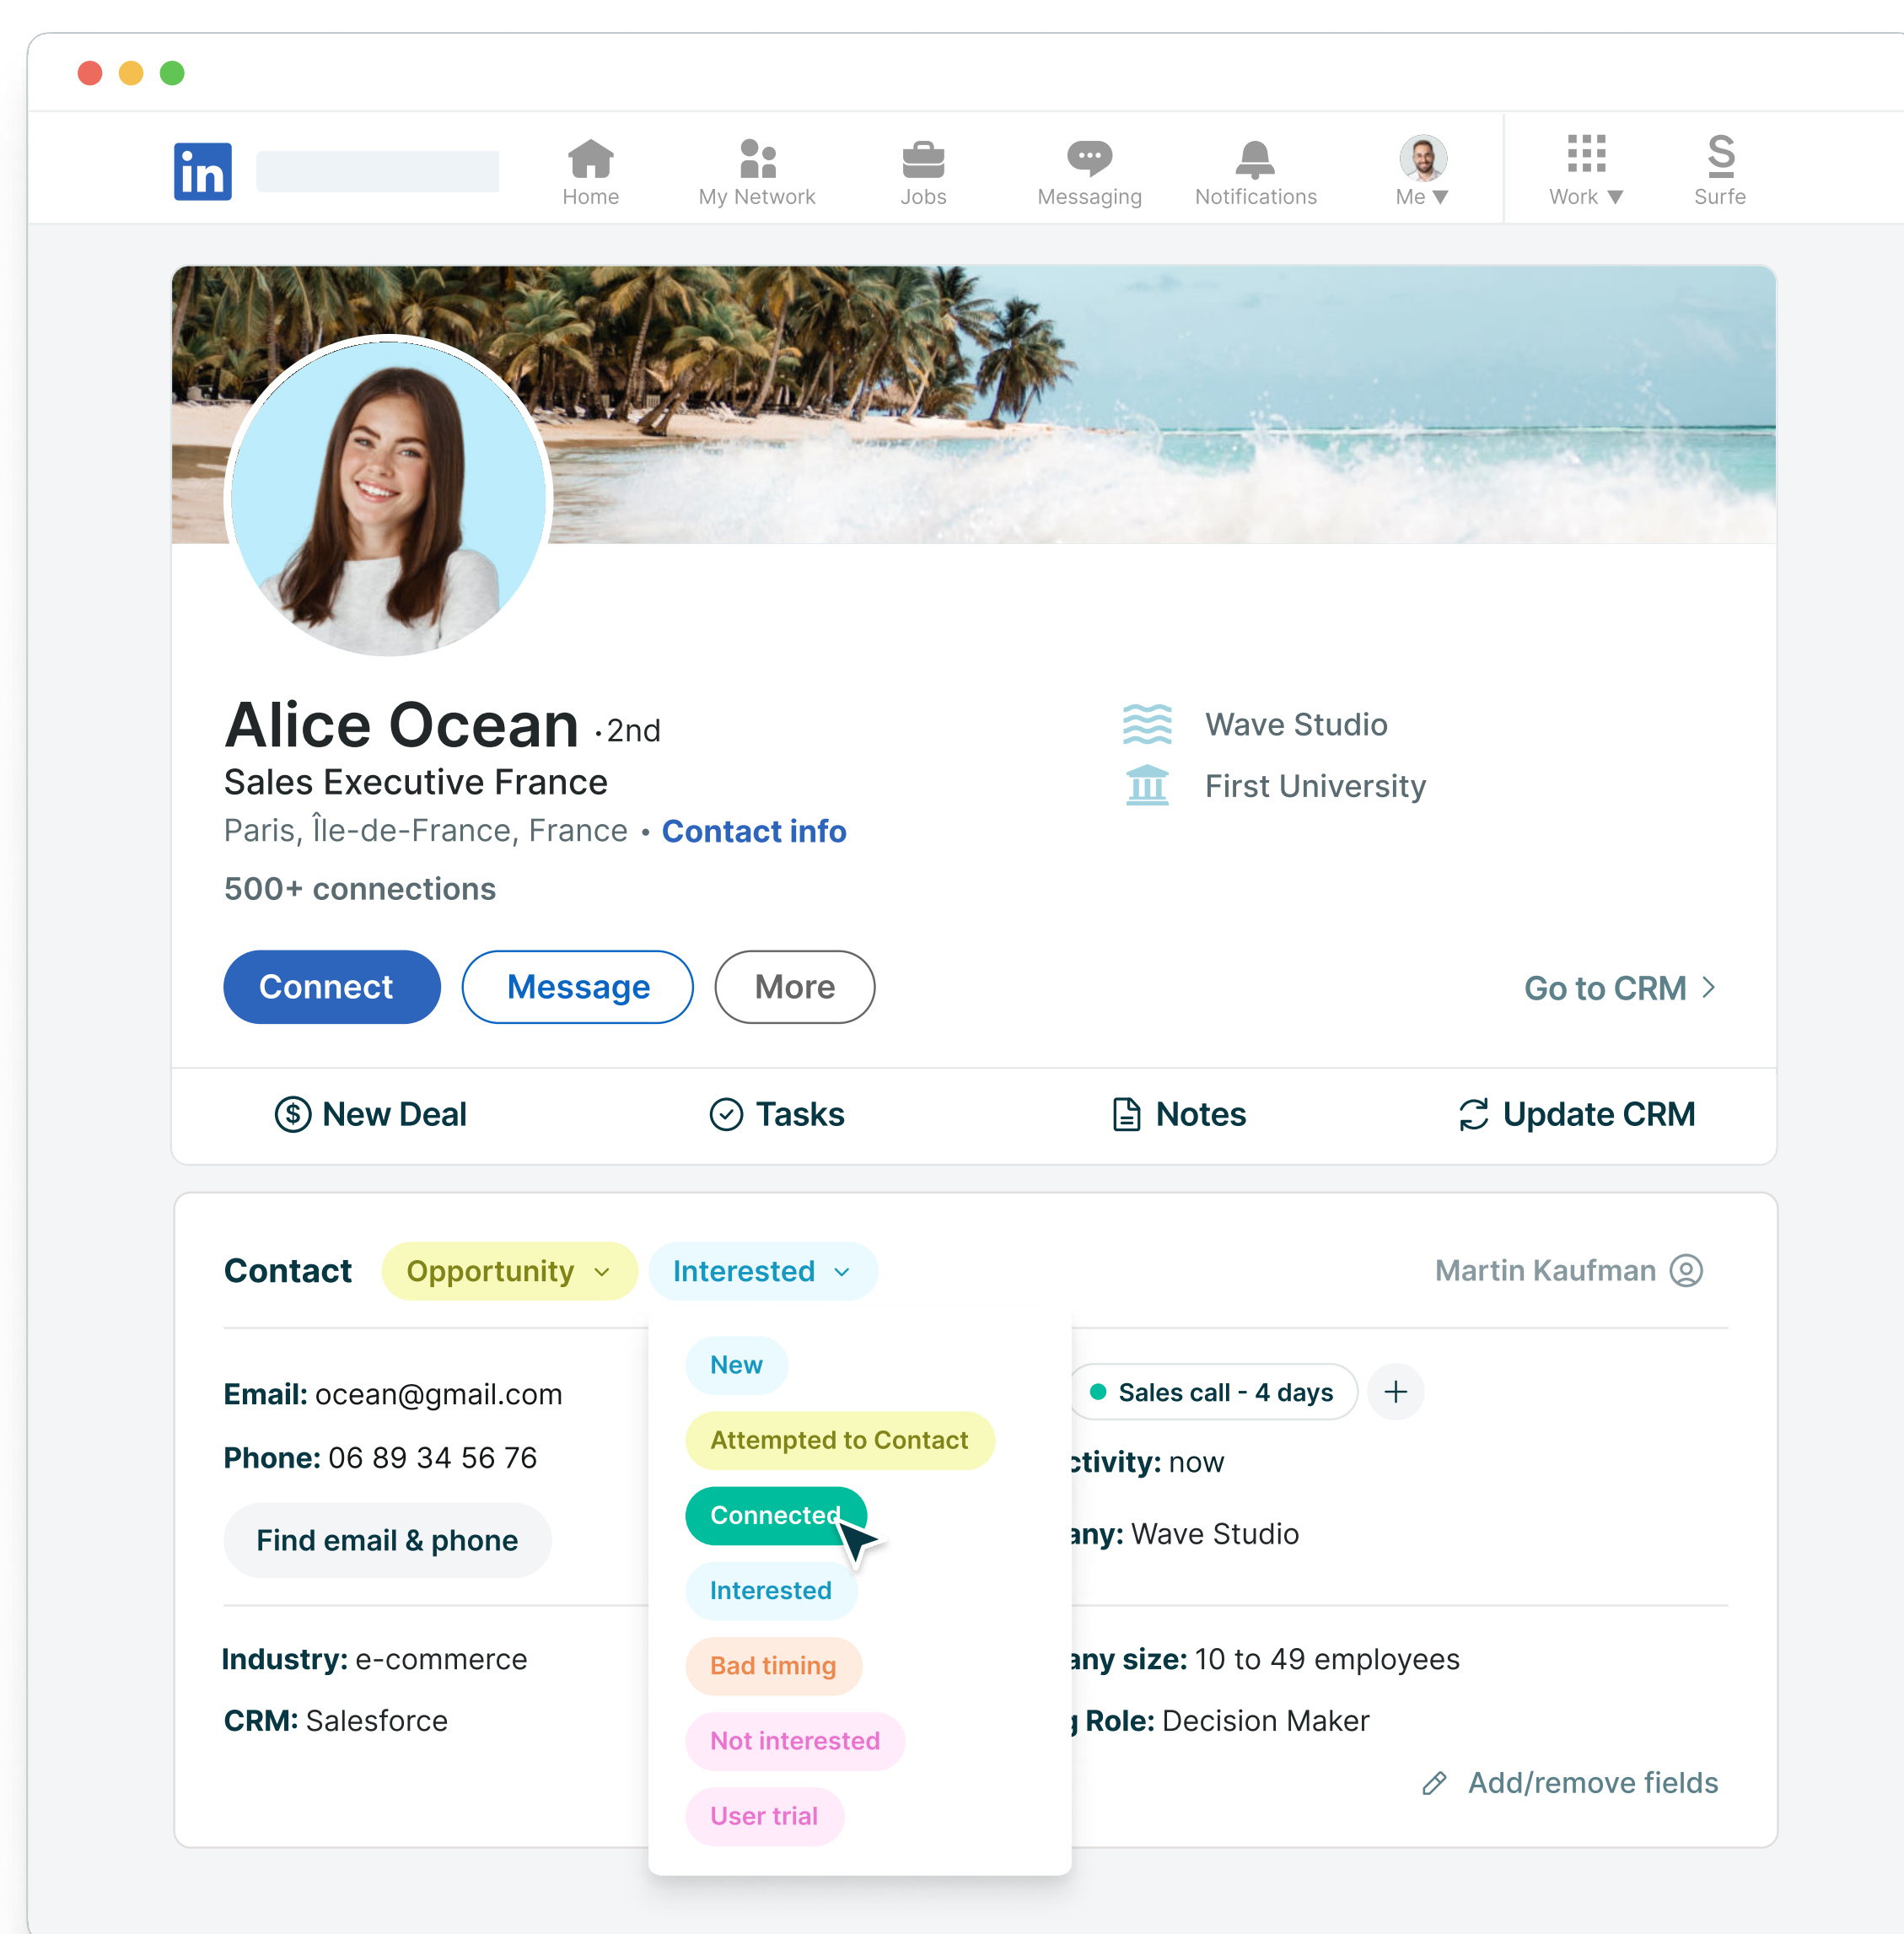 in
Home
My Network
Jobs
Messaging
Notifications
Me ▼
Work ▼
S
Surfe
Alice Ocean ·2nd
Sales Executive France
Paris, Île-de-France, France • Contact info
500+ connections
Wave Studio
First University
Connect
Message
More
Go to CRM >
$ New Deal
Tasks
Notes
Update CRM
Contact
Opportunity
Interested
Martin Kaufman
Email: ocean@gmail.com
Phone: 06 89 34 56 76
Find email & phone
Industry: e-commerce
CRM: Salesforce
New
Attempted to Contact
Connected
Interested
Bad timing
Not interested
User trial
Sales call - 4 days
+
ctivity: now
any: Wave Studio
any size: 10 to 49 employees
Role: Decision Maker
Add/remove fields